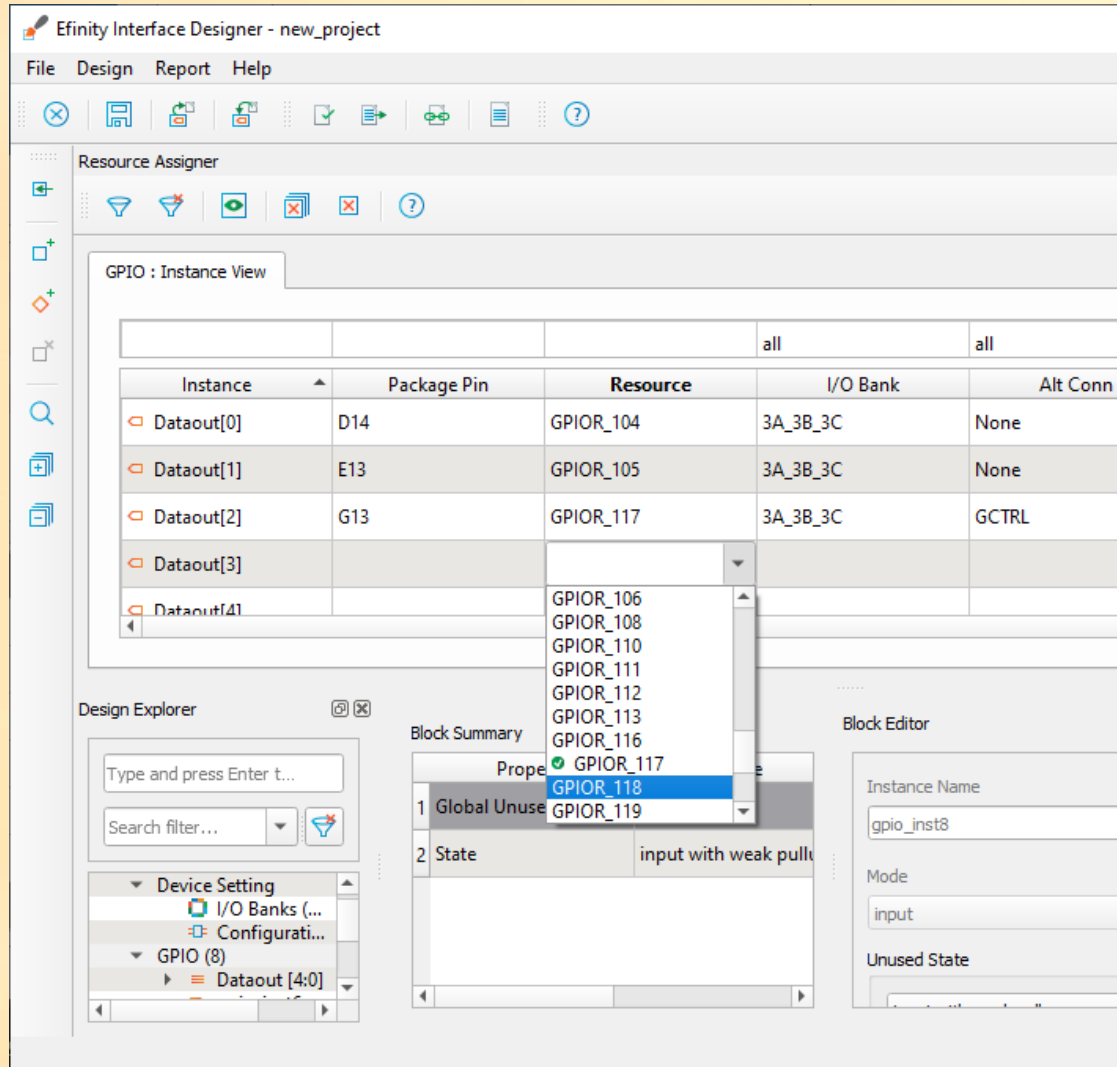 Efinity Interface Designer - new_project
File Design Report Help
Resource Assigner
GPIO : Instance View
all all
Instance Package Pin Resource I/O Bank Alt Conn
Dataout[0] D14 GPIOR_104 3A_3B_3C None
Dataout[1] E13 GPIOR_105 3A_3B_3C None
Dataout[2] G13 GPIOR_117 3A_3B_3C GCTRL
Dataout[3]
Dataout[4]
GPIOR_106
GPIOR_108
GPIOR_110
GPIOR_111
GPIOR_112
GPIOR_113
GPIOR_116
GPIOR_117
GPIOR_118
GPIOR_119
Design Explorer
Type and press Enter t...
Search filter...
Device Setting
I/O Banks (...
Configurati...
GPIO (8)
Dataout [4:0]
Block Summary
Prope
1 Global Unuse
2 State input with weak pullu
Block Editor
Instance Name
gpio_inst8
Mode
input
Unused State